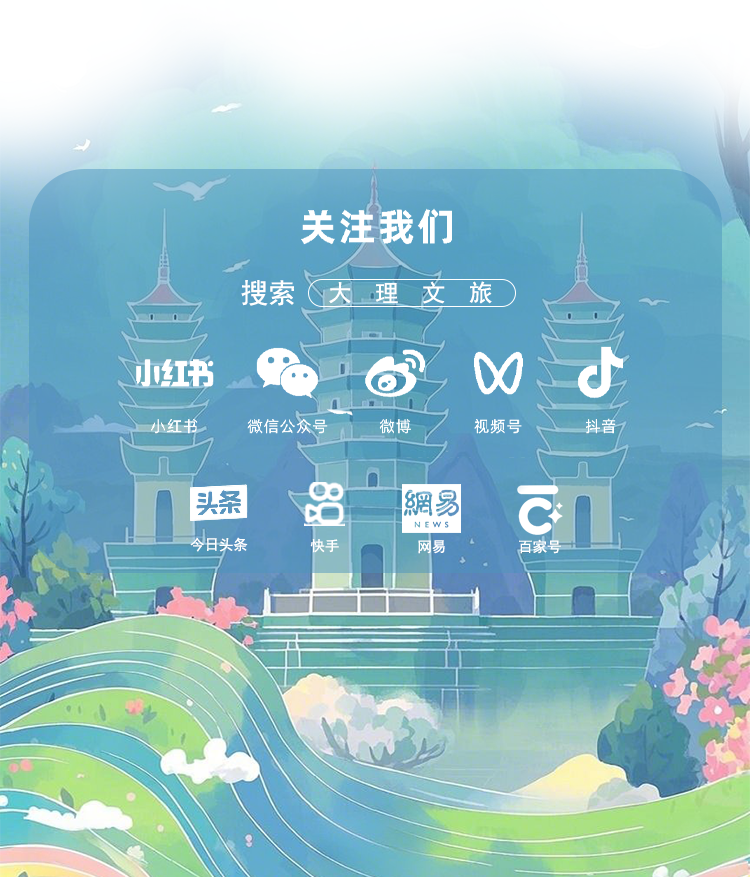 关注我们
搜索 大理文旅
小红书
小红书 微信公众号 微博 视频号 抖音
头条 網易 NEWS
今日头条 快手 网易 百家号